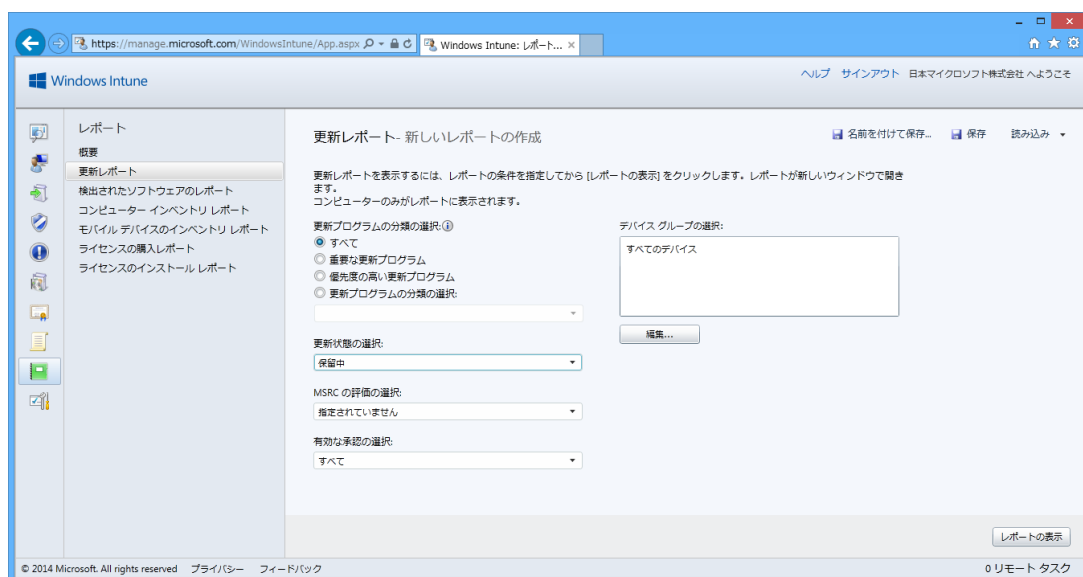 https://manage.microsoft.com/WindowsIntune/App.aspx
Windows Intune: レポート...
Windows Intune
ヘルプ サインアウト 日本マイクロソフト株式会社 へようこそ
レポート
概要
更新レポート
検出されたソフトウェアのレポート
コンピューター インベントリ レポート
モバイル デバイスのインベントリ レポート
ライセンスの購入レポート
ライセンスのインストール レポート
更新レポート- 新しいレポートの作成
名前を付けて保存... 保存 読み込み
更新レポートを表示するには、レポートの条件を指定してから [レポートの表示] をクリックします。レポートが新しいウィンドウで開き
ます。
コンピューターのみがレポートに表示されます。
更新プログラムの分類の選択:
すべて
重要な更新プログラム
優先度の高い更新プログラム
更新プログラムの分類の選択:
更新状態の選択:
保留中
MSRC の評価の選択:
指定されていません
有効な承認の選択:
すべて
デバイス グループの選択:
すべてのデバイス
編集...
レポートの表示
© 2014 Microsoft. All rights reserved プライバシー フィードバック
0 リモート タスク